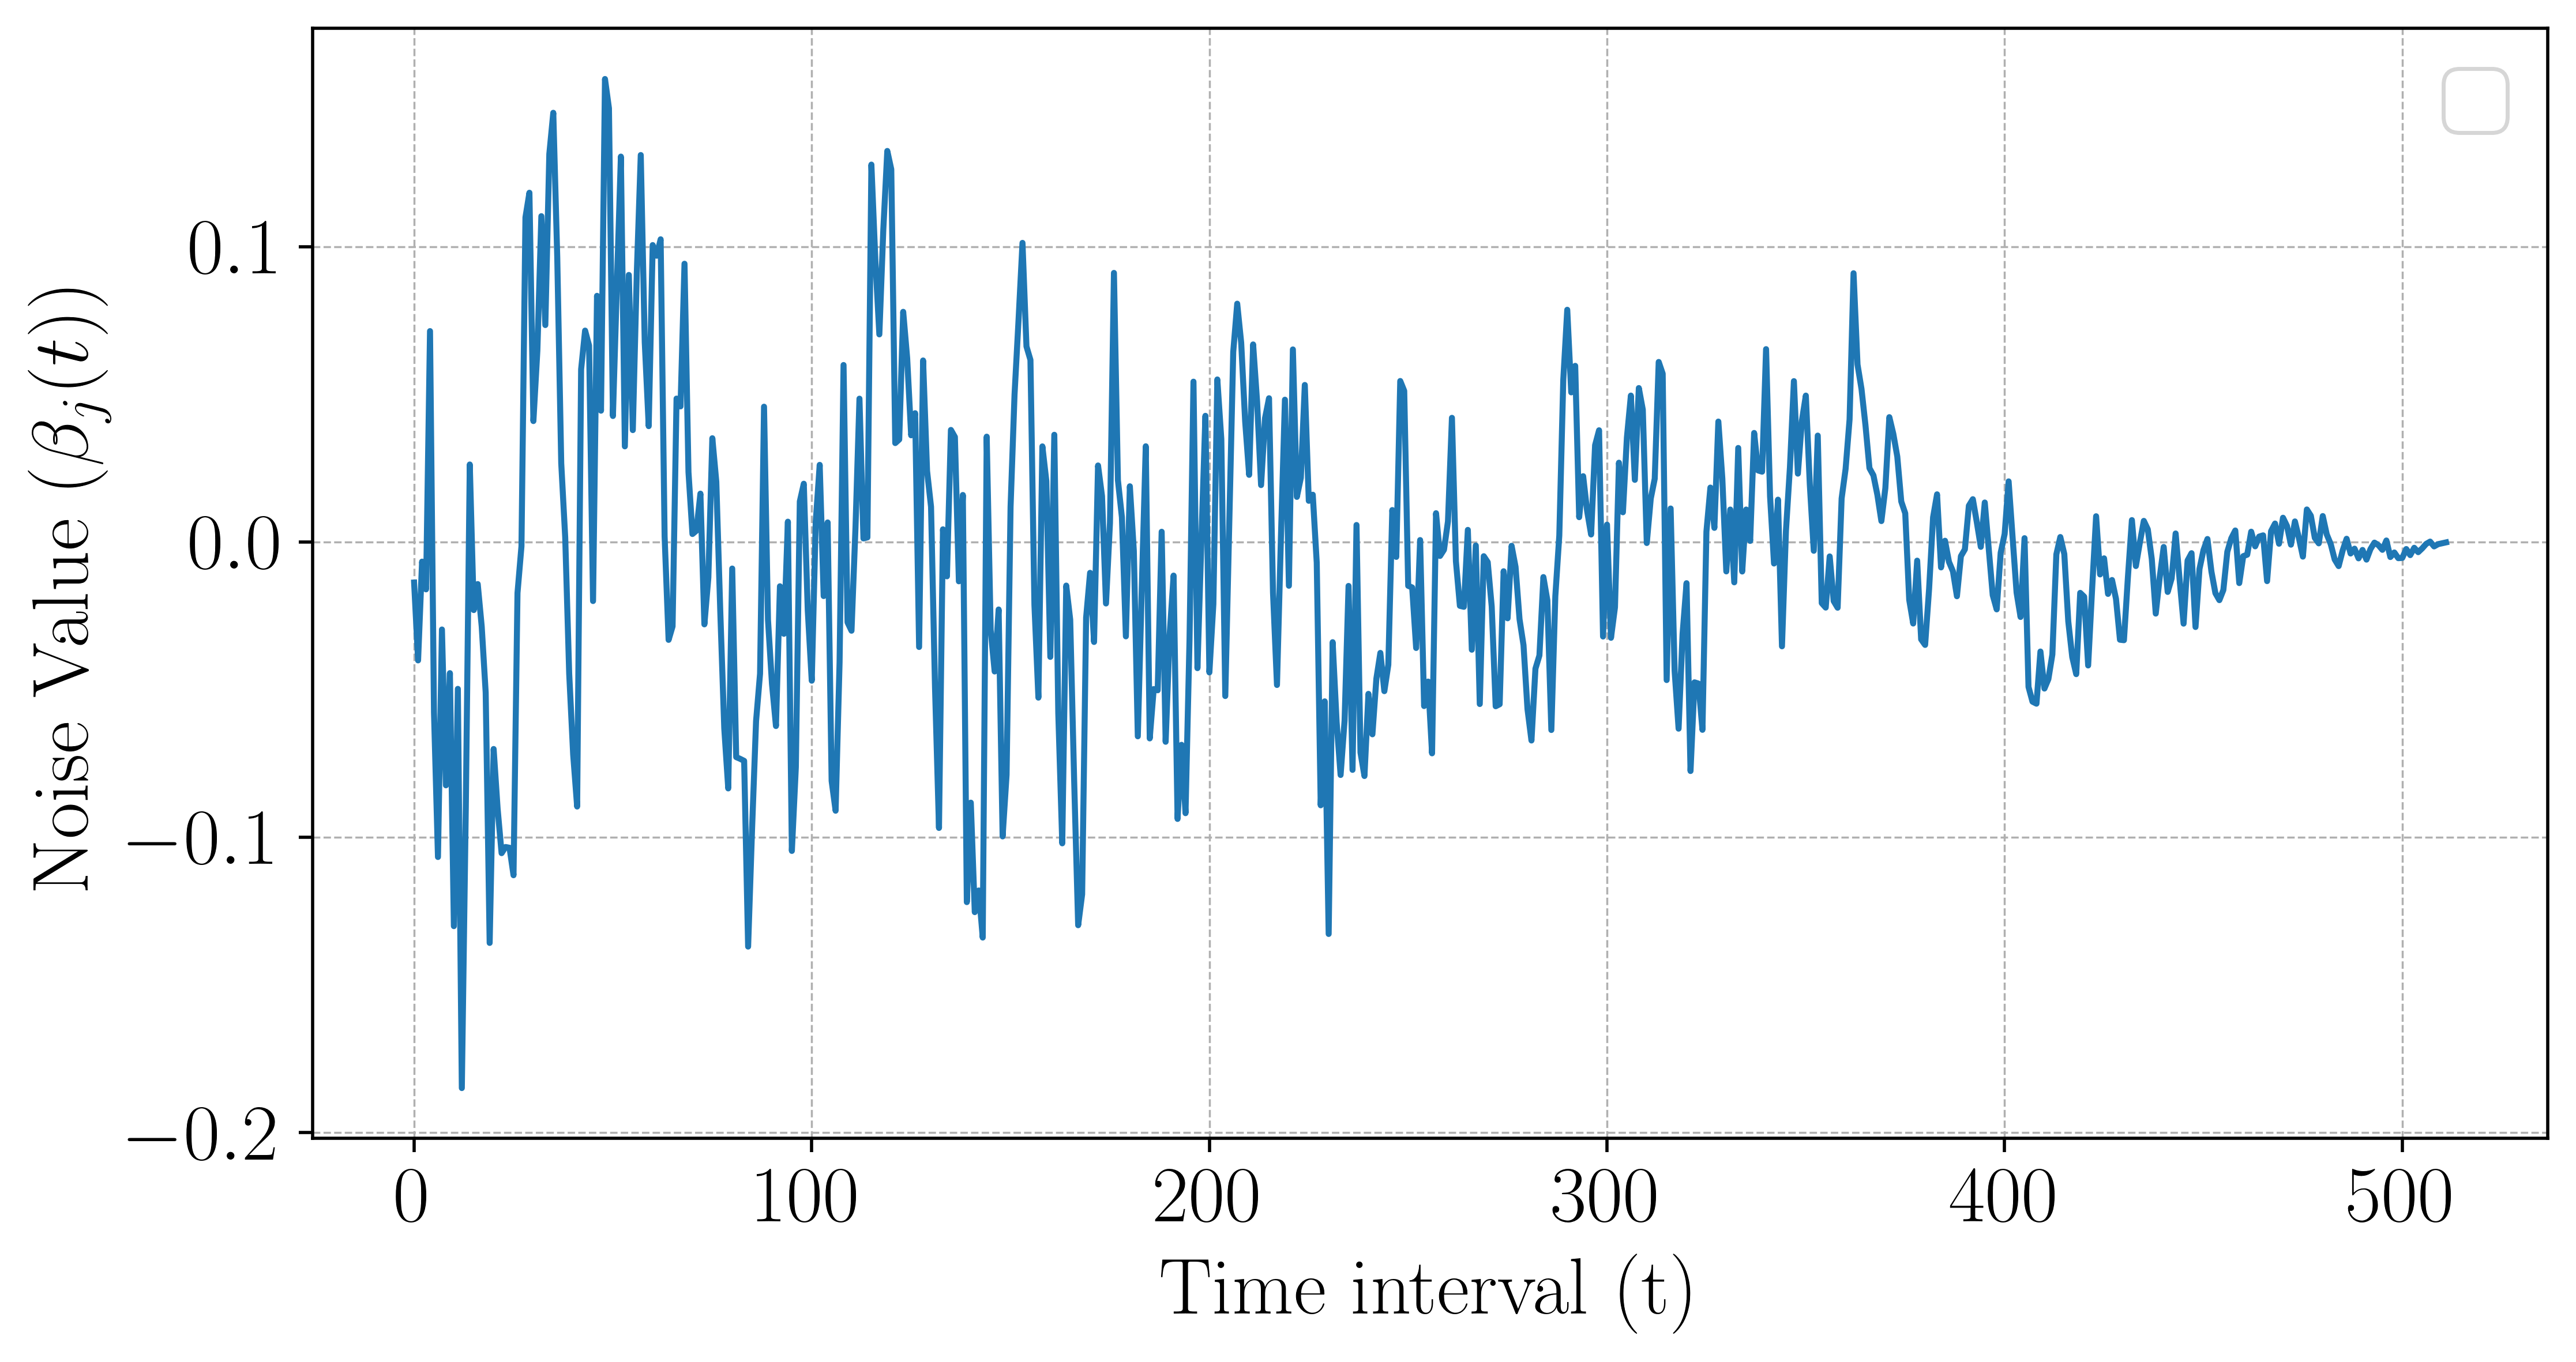 Noise Value (βⱼ(t))
0.1
0.0
−0.1
−0.2
0 100 200 300 400 500
Time interval (t)